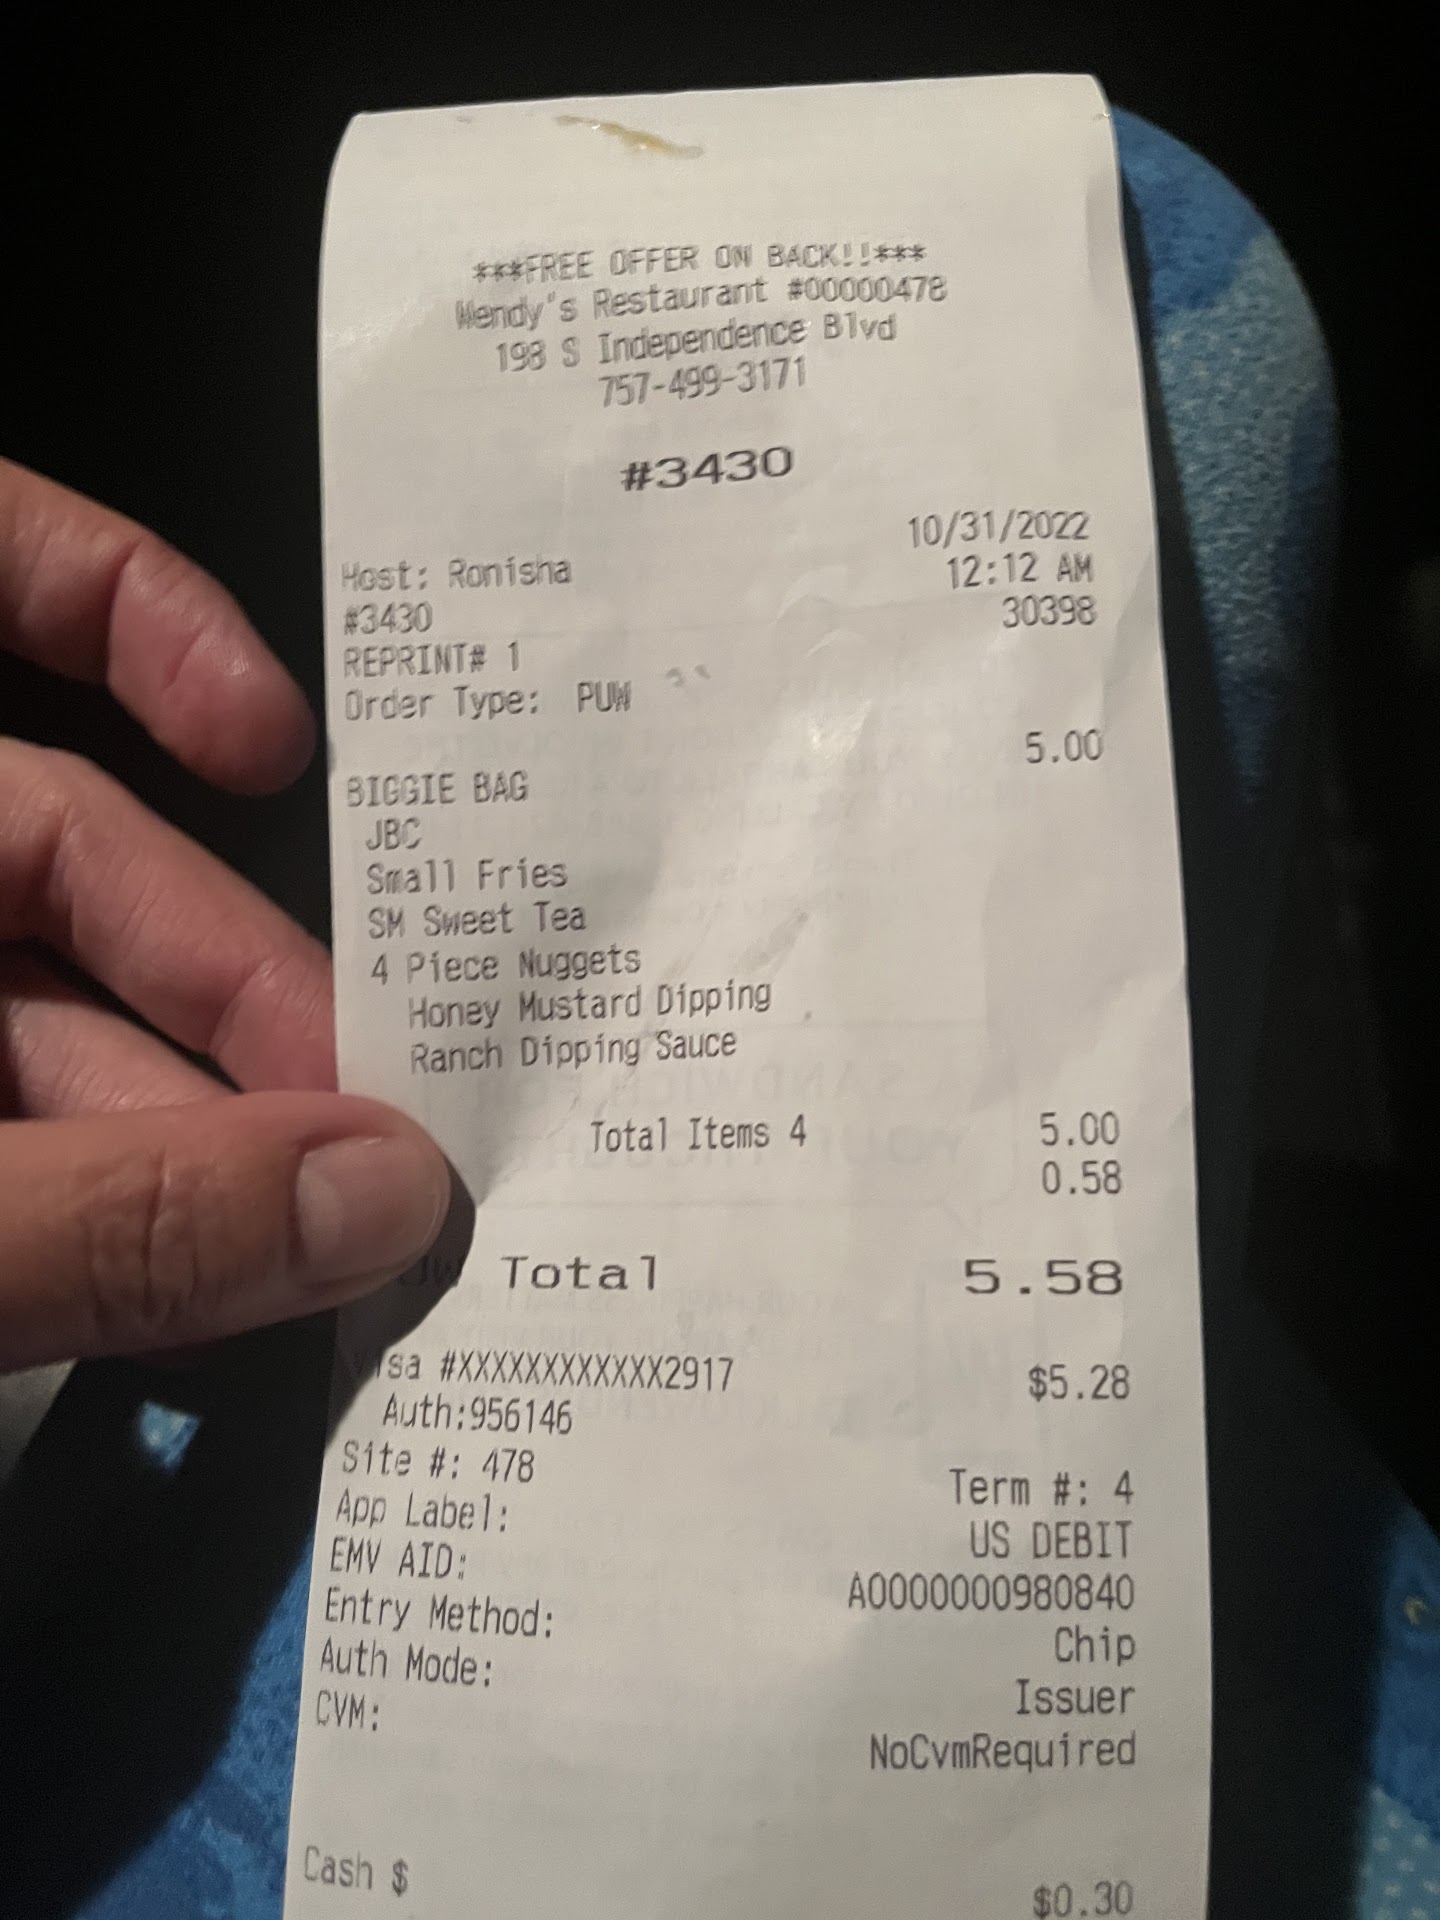 ***FREE OFFER ON BACK!!***
Wendy's Restaurant #00000478
198 S Independence Blvd
757-499-3171
#3430
10/31/2022
Host: Ronisha 12:12 AM
#3430 30398
REPRINT# 1
Order Type: PUW
5.00
BIGGIE BAG
JBC
Small Fries
SM Sweet Tea
4 Piece Nuggets
Honey Mustard Dipping
Ranch Dipping Sauce
Total Items 4 5.00
0.58
Total 5.58
Visa #XXXXXXXXXXXX2917 $5.28
Auth:956146
Site #: 478 Term #: 4
App Label: US DEBIT
EMV AID: A0000000980840
Entry Method: Chip
Auth Mode: Issuer
CVM: NoCvmRequired
Cash $ $0.30